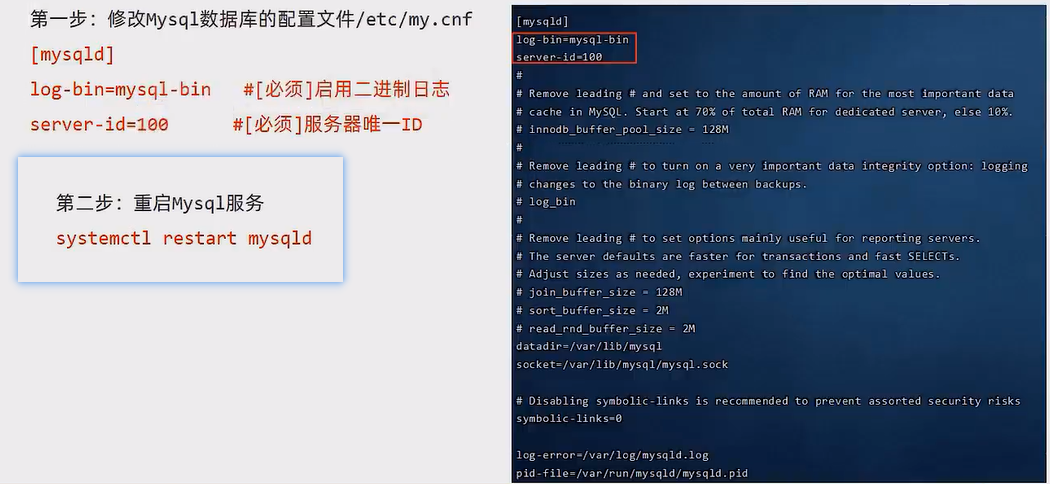 第一步：修改Mysql数据库的配置文件/etc/my.cnf
[mysqld]
log-bin=mysql-bin #[必须]启用二进制日志
server-id=100 #[必须]服务器唯一ID
第二步：重启Mysql服务
systemctl restart mysqld
[mysqld]
log-bin=mysql-bin
server-id=100
#
# Remove leading # and set to the amount of RAM for the most important data
# cache in MySQL. Start at 70% of total RAM for dedicated server, else 10%.
# innodb_buffer_pool_size = 128M
#
# Remove leading # to turn on a very important data integrity option: logging
# changes to the binary log between backups.
# log_bin
#
# Remove leading # to set options mainly useful for reporting servers.
# The server defaults are faster for transactions and fast SELECTs.
# Adjust sizes as needed, experiment to find the optimal values.
# join_buffer_size = 128M
# sort_buffer_size = 2M
# read_rnd_buffer_size = 2M
datadir=/var/lib/mysql
socket=/var/lib/mysql/mysql.sock
# Disabling symbolic-links is recommended to prevent assorted security risks
symbolic-links=0
log-error=/var/log/mysqld.log
pid-file=/var/run/mysqld/mysqld.pid